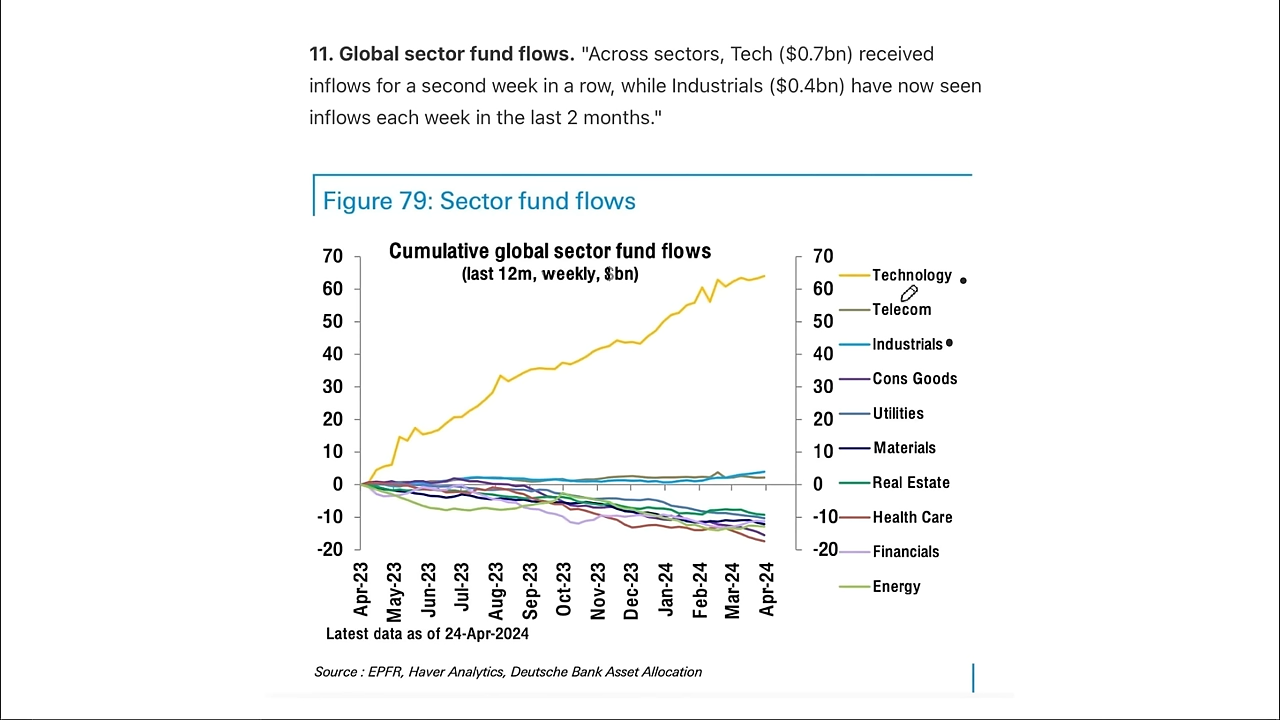 11. Global sector fund flows. "Across sectors, Tech ($0.7bn) received
inflows for a second week in a row, while Industrials ($0.4bn) have now seen
inflows each week in the last 2 months."
Figure 79: Sector fund flows
Cumulative global sector fund flows
(last 12m, weekly, $bn)
70
60
50
40
30
20
10
0
-10
-20
70
60
50
40
30
20
10
0
-10
-20
Technology
Telecom
Industrials
Cons Goods
Utilities
Materials
Real Estate
Health Care
Financials
Energy
Apr-23
May-23
Jun-23
Jul-23
Aug-23
Sep-23
Oct-23
Nov-23
Dec-23
Jan-24
Feb-24
Mar-24
Apr-24
Latest data as of 24-Apr-2024
Source : EPFR, Haver Analytics, Deutsche Bank Asset Allocation